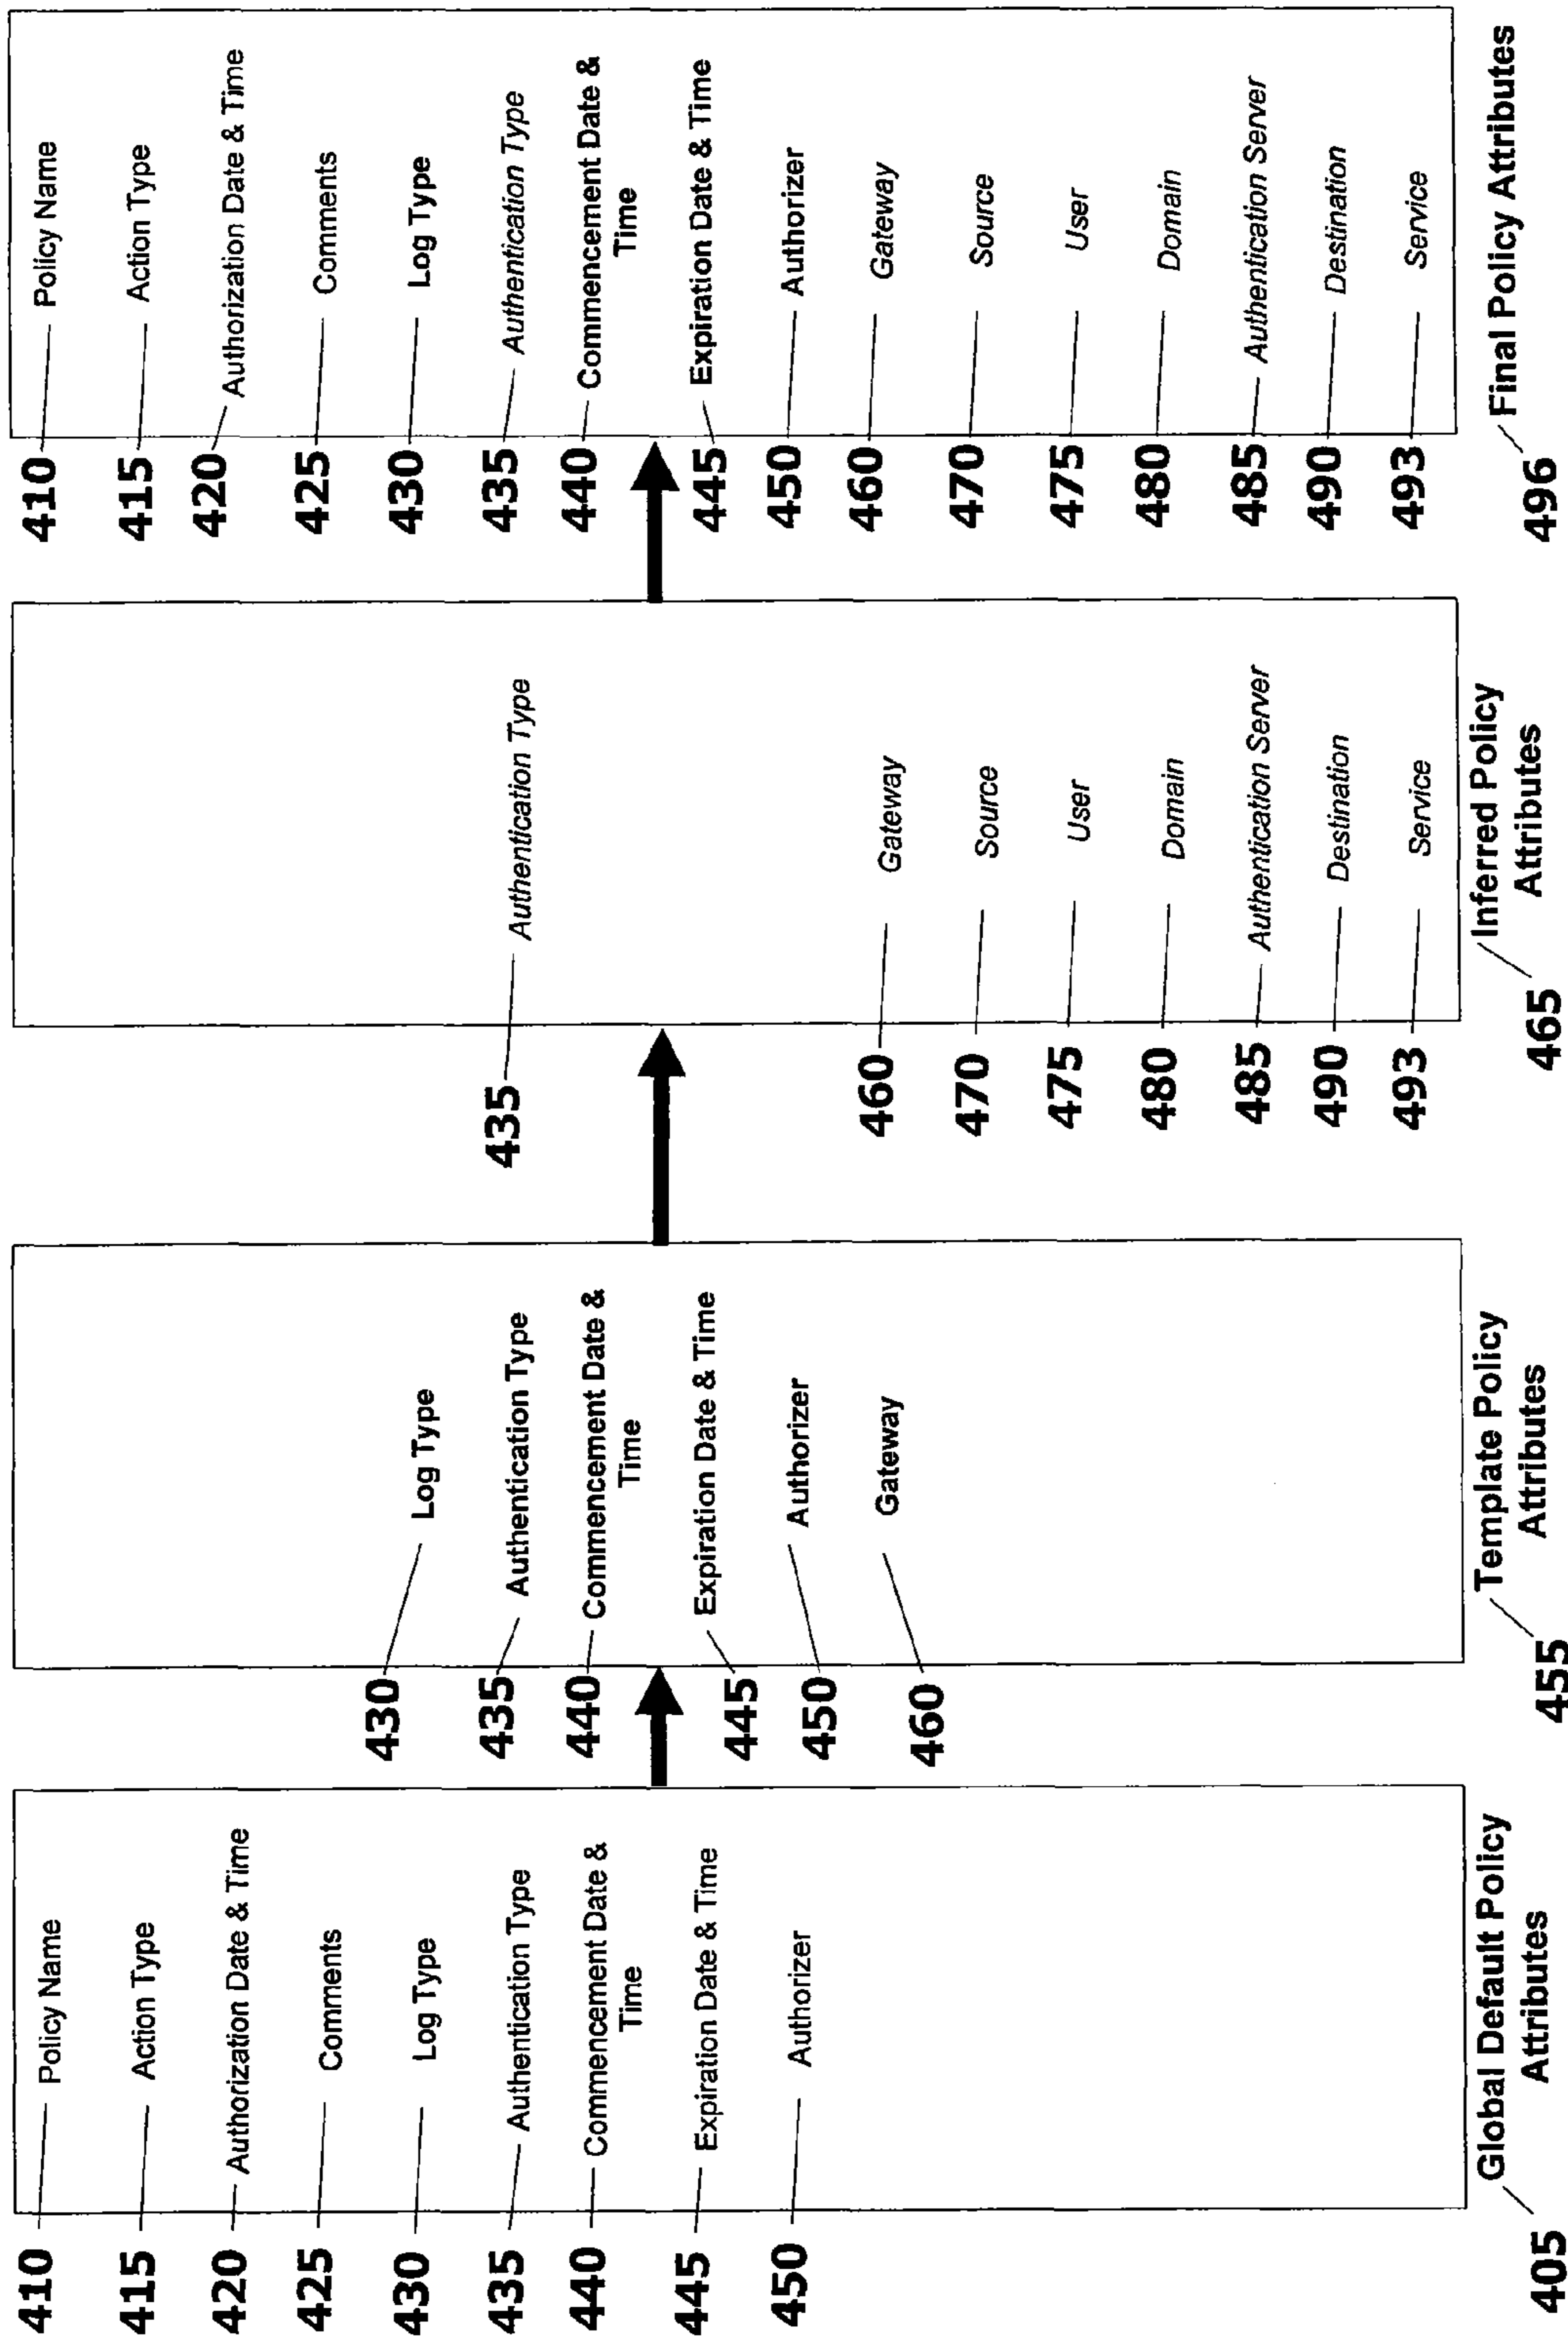 410 Policy Name
415 Action Type
420 Authorization Date & Time
425 Comments
430 Log Type
435 Authentication Type
440 Commencement Date &
Time
445 Expiration Date & Time
450 Authorizer
Global Default Policy
Attributes
405
430 Log Type
435 Authentication Type
440 Commencement Date &
Time
445 Expiration Date & Time
450 Authorizer
460 Gateway
Template Policy
Attributes
455
435 Authentication Type
460 Gateway
470 Source
475 User
480 Domain
485 Authentication Server
490 Destination
493 Service
Inferred Policy
Attributes
465
410 Policy Name
415 Action Type
420 Authorization Date & Time
425 Comments
430 Log Type
435 Authentication Type
440 Commencement Date &
Time
445 Expiration Date & Time
450 Authorizer
460 Gateway
470 Source
475 User
480 Domain
485 Authentication Server
490 Destination
493 Service
Final Policy Attributes
496